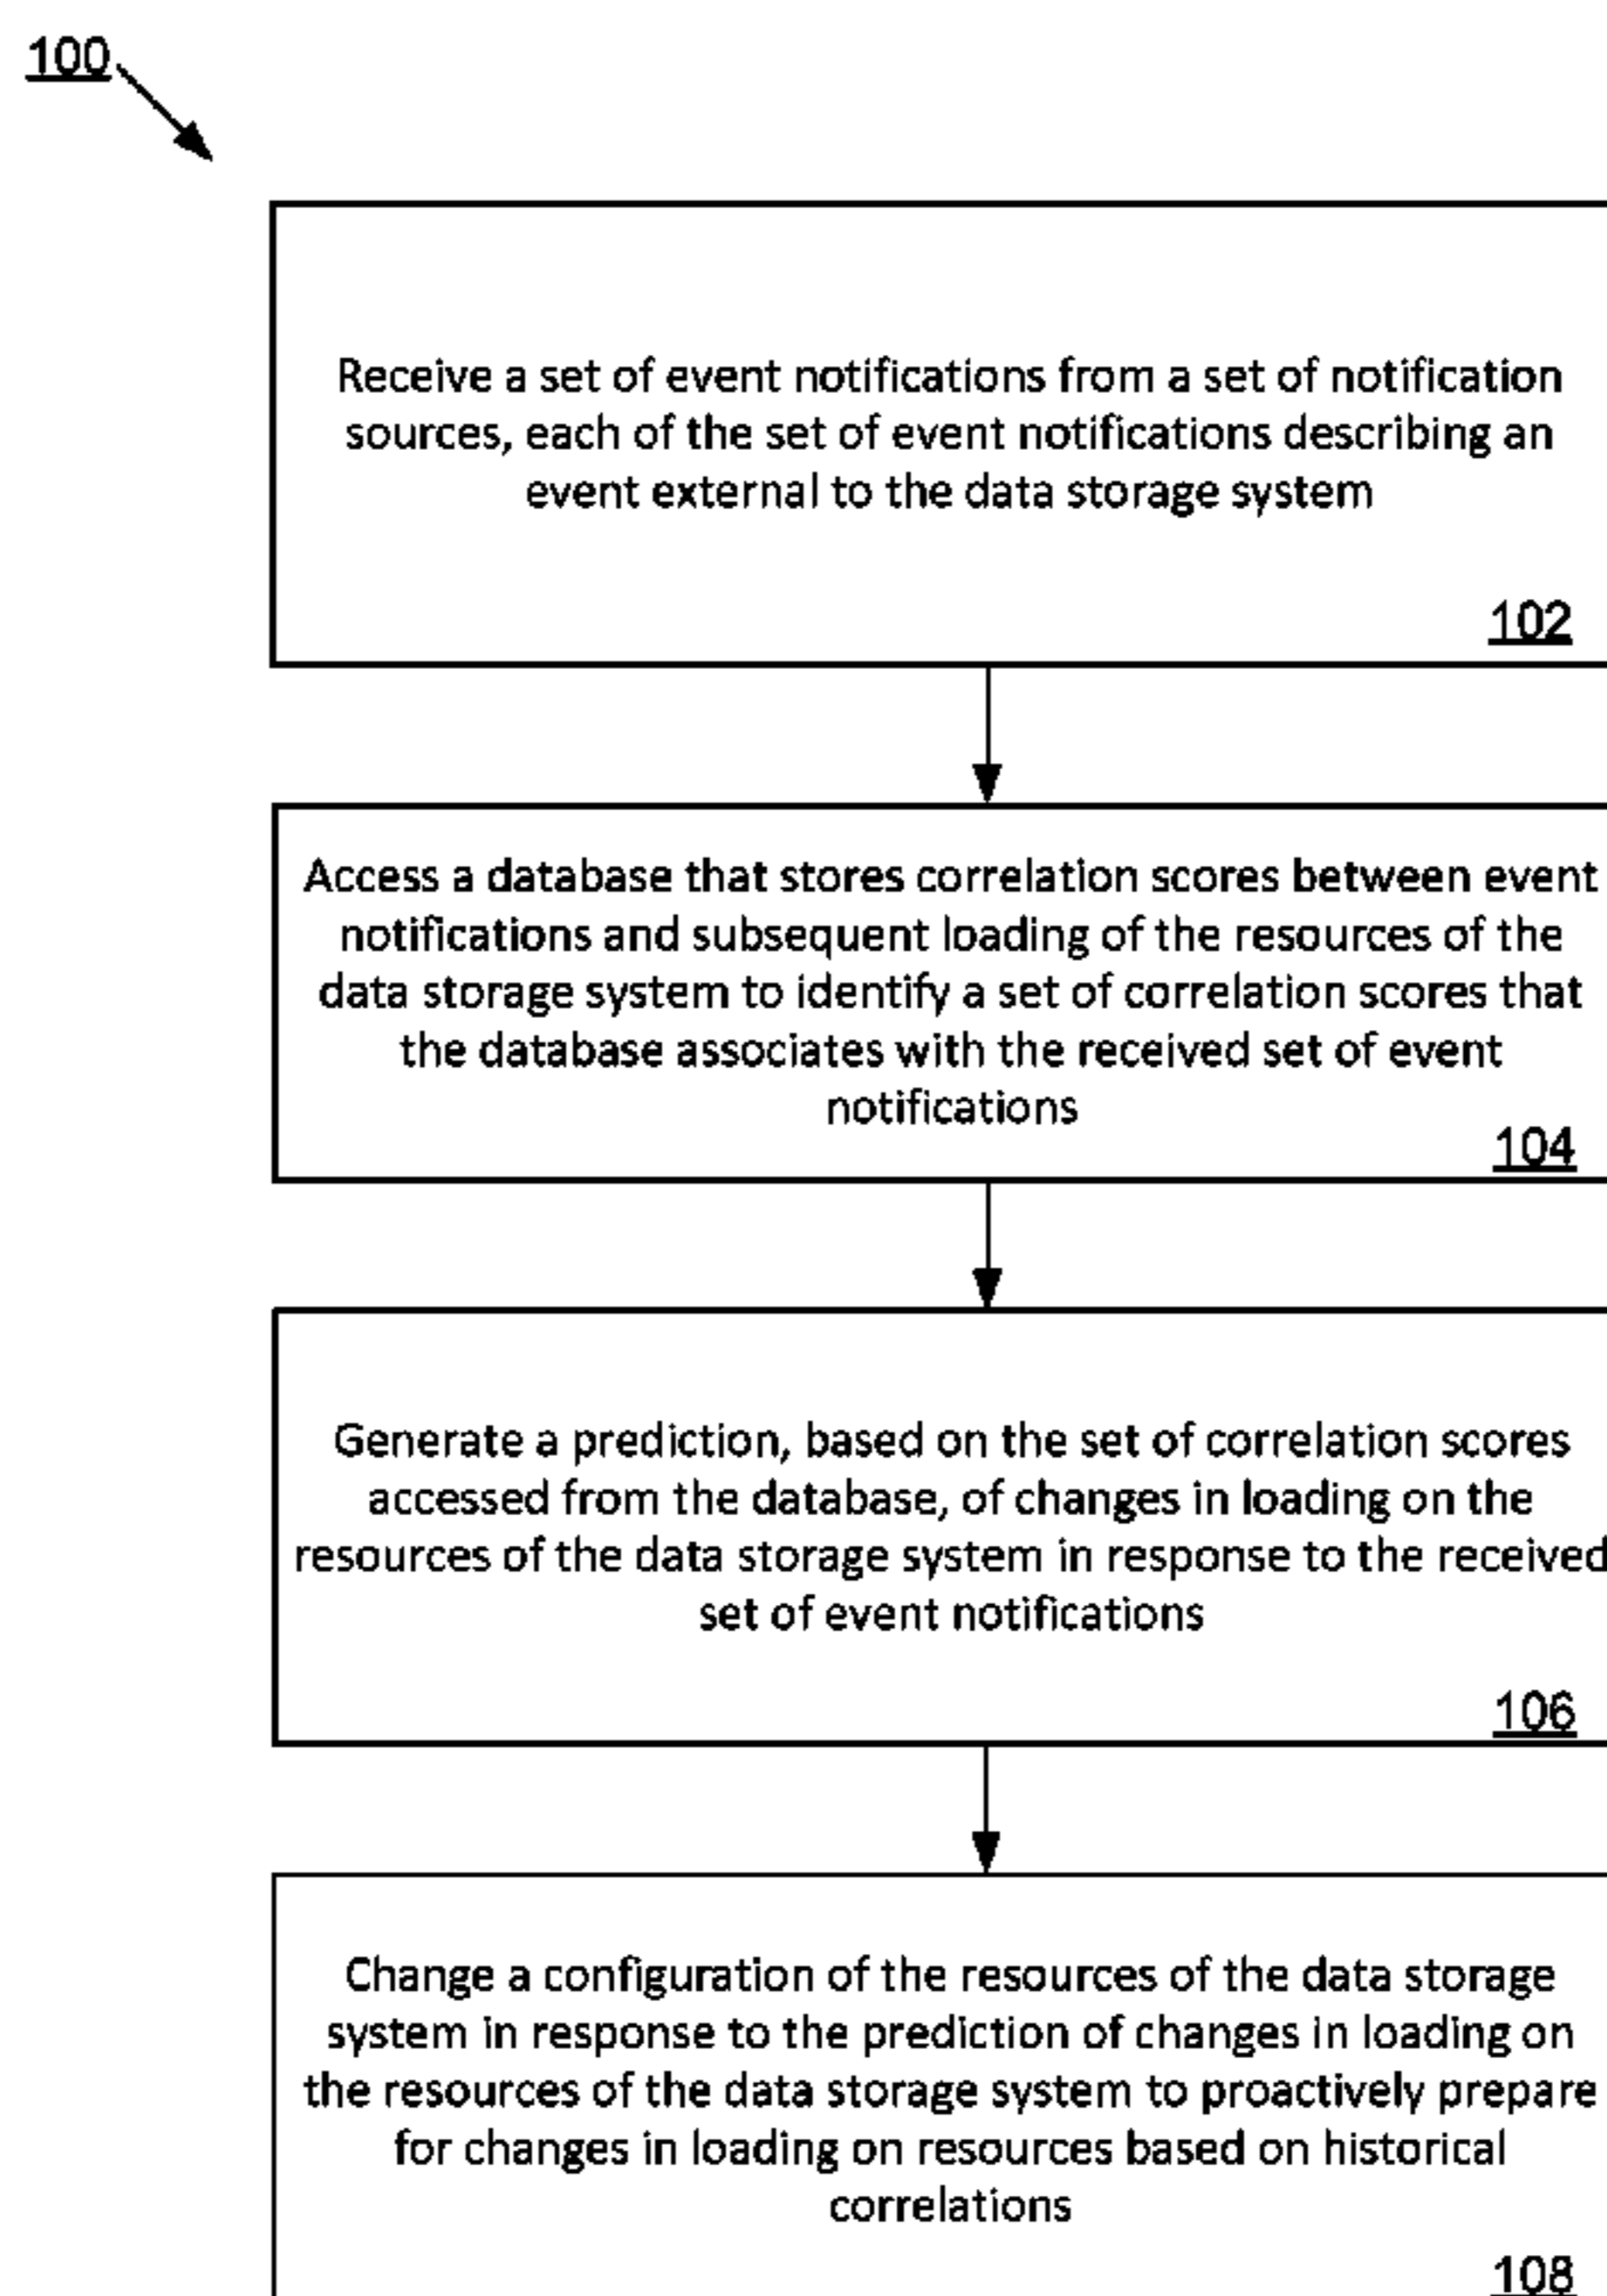 100
Receive a set of event notifications from a set of notification
sources, each of the set of event notifications describing an
event external to the data storage system
102
Access a database that stores correlation scores between event
notifications and subsequent loading of the resources of the
data storage system to identify a set of correlation scores that
the database associates with the received set of event
notifications
104
Generate a prediction, based on the set of correlation scores
accessed from the database, of changes in loading on the
resources of the data storage system in response to the received
set of event notifications
106
Change a configuration of the resources of the data storage
system in response to the prediction of changes in loading on
the resources of the data storage system to proactively prepare
for changes in loading on resources based on historical
correlations
108